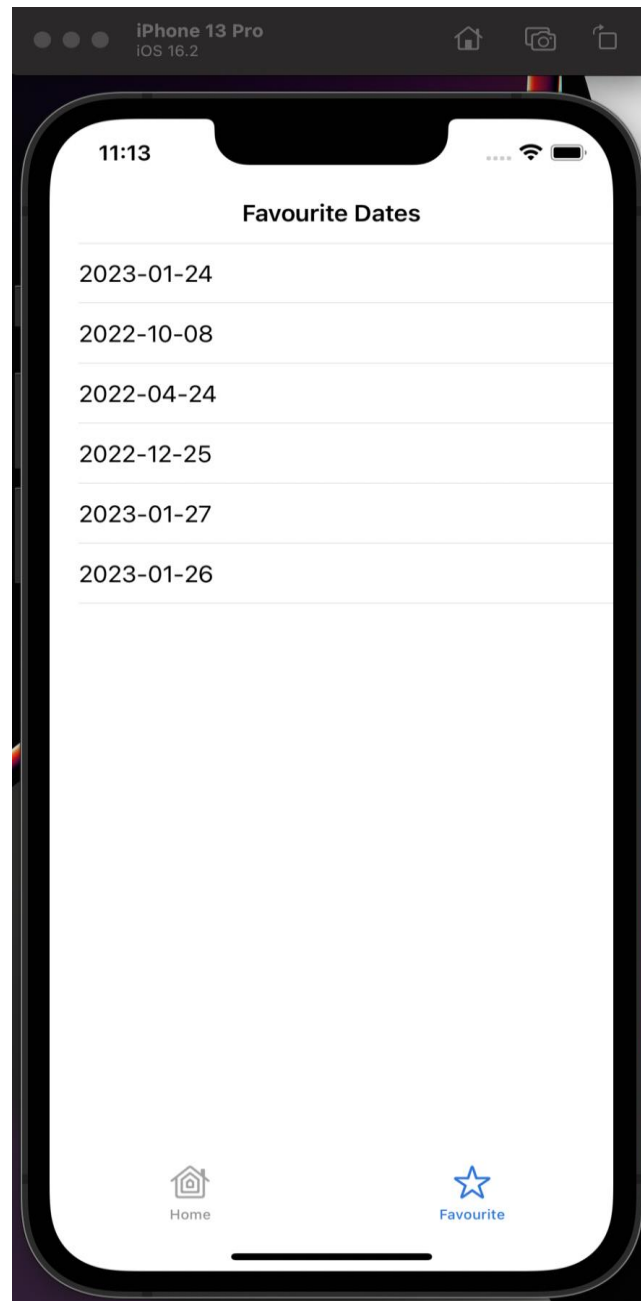 iPhone 13 Pro
iOS 16.2
11:13
Favourite Dates
2023-01-24
2022-10-08
2022-04-24
2022-12-25
2023-01-27
2023-01-26
Home
Favourite